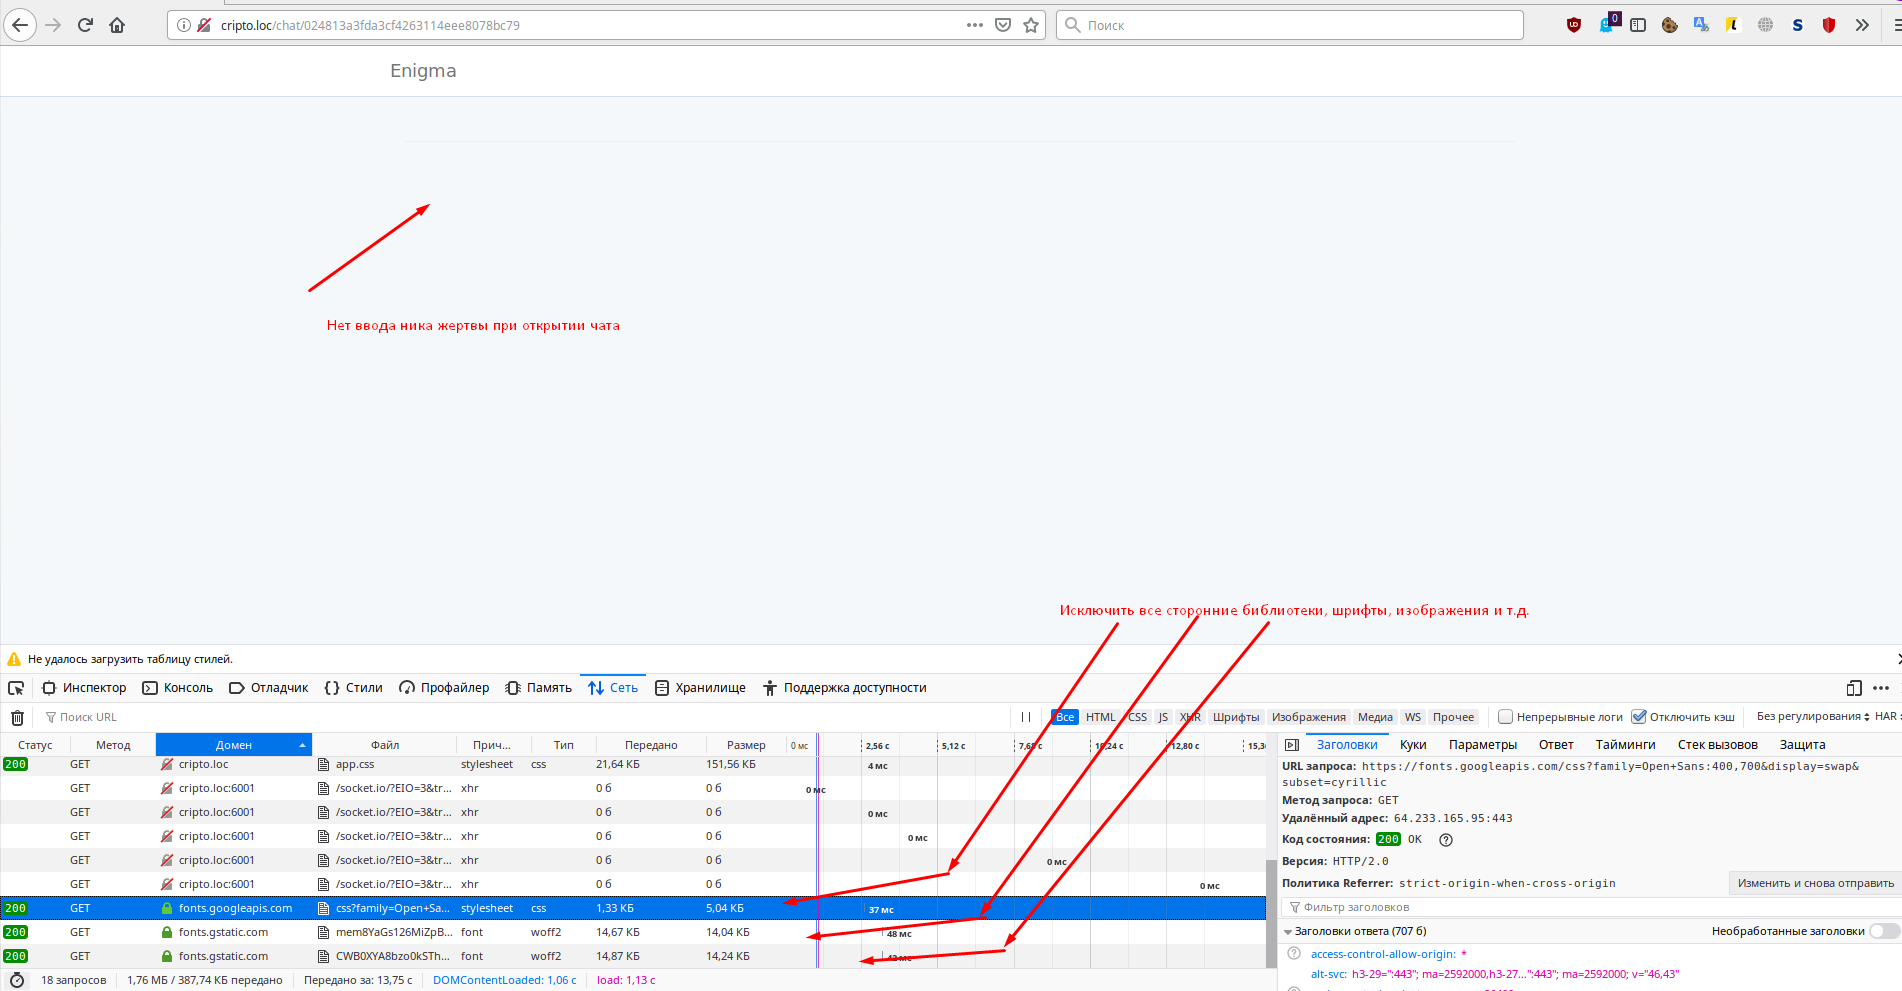 cripto.loc/chat/024813a3fda3cf4263114eee8078bc79
Поиск
0
Enigma
Нет ввода ника жертвы при открытии чата
Исключить все сторонние библиотеки, шрифты, изображения и т.д.
Не удалось загрузить таблицу стилей.
Инспектор Консоль Отладчик Стили Профайлер Память Сеть Хранилище Поддержка доступности
Поиск URL
Все HTML CSS JS XHR Шрифты Изображения Медиа WS Прочее Непрерывные логи Отключить кэш Без регулирования HAR
Статус Метод Домен Файл Прич... Тип Передано Размер 0 мс 2,56 с 5,12 с 7,68 с 10,24 с 12,80 с
200 GET cripto.loc app.css stylesheet css 21,64 КБ 151,56 КБ 4 мс
GET cripto.loc:6001 /socket.io/?EIO=3&tr... xhr 0 б 0 б 0 мс
GET cripto.loc:6001 /socket.io/?EIO=3&tr... xhr 0 б 0 б 0 мс
GET cripto.loc:6001 /socket.io/?EIO=3&tr... xhr 0 б 0 б 0 мс
GET cripto.loc:6001 /socket.io/?EIO=3&tr... xhr 0 б 0 б 0 мс
GET cripto.loc:6001 /socket.io/?EIO=3&tr... xhr 0 б 0 б 0 мс
200 GET fonts.googleapis.com css?family=Open+Sa... stylesheet css 1,33 КБ 5,04 КБ 37 мс
200 GET fonts.gstatic.com mem8YaGs126MiZpB... font woff2 14,67 КБ 14,04 КБ 48 мс
200 GET fonts.gstatic.com CWB0XYA8bzo0kSTh... font woff2 14,87 КБ 14,24 КБ
18 запросов 1,76 МБ / 387,74 КБ передано Передано за: 13,75 с DOMContentLoaded: 1,06 с load: 1,13 с
Заголовки Куки Параметры Ответ Тайминги Стек вызовов Защита
URL запроса: https://fonts.googleapis.com/css?family=Open+Sans:400,700&display=swap&
subset=cyrillic
Метод запроса: GET
Удалённый адрес: 64.233.165.95:443
Код состояния: 200 OK
Версия: HTTP/2.0
Политика Referrer: strict-origin-when-cross-origin Изменить и снова отправить
Фильтр заголовков
Заголовки ответа (707 б) Необработанные заголовки
access-control-allow-origin: *
alt-svc: h3-29=":443"; ma=2592000,h3-27...":443"; ma=2592000; v="46,43"